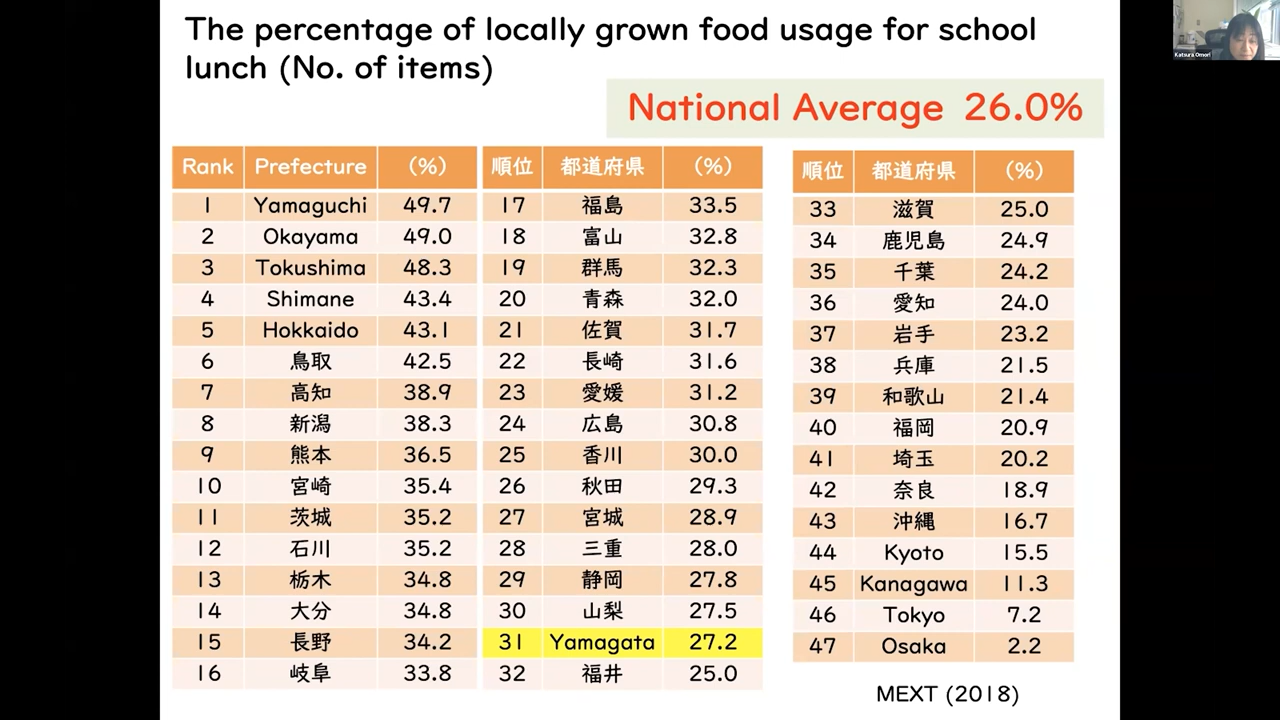 The percentage of locally grown food usage for school
lunch (No. of items)
National Average 26.0%
Rank Prefecture (%)
1 Yamaguchi 49.7
2 Okayama 49.0
3 Tokushima 48.3
4 Shimane 43.4
5 Hokkaido 43.1
6 鳥取 42.5
7 高知 38.9
8 新潟 38.3
9 熊本 36.5
10 宮崎 35.4
11 茨城 35.2
12 石川 35.2
13 栃木 34.8
14 大分 34.8
15 長野 34.2
16 岐阜 33.8
順位 都道府県 (%)
17 福島 33.5
18 富山 32.8
19 群馬 32.3
20 青森 32.0
21 佐賀 31.7
22 長崎 31.6
23 愛媛 31.2
24 広島 30.8
25 香川 30.0
26 秋田 29.3
27 宮城 28.9
28 三重 28.0
29 静岡 27.8
30 山梨 27.5
31 Yamagata 27.2
32 福井 25.0
順位 都道府県 (%)
33 滋賀 25.0
34 鹿児島 24.9
35 千葉 24.2
36 愛知 24.0
37 岩手 23.2
38 兵庫 21.5
39 和歌山 21.4
40 福岡 20.9
41 埼玉 20.2
42 奈良 18.9
43 沖縄 16.7
44 Kyoto 15.5
45 Kanagawa 11.3
46 Tokyo 7.2
47 Osaka 2.2
MEXT (2018)
Katsura Omori